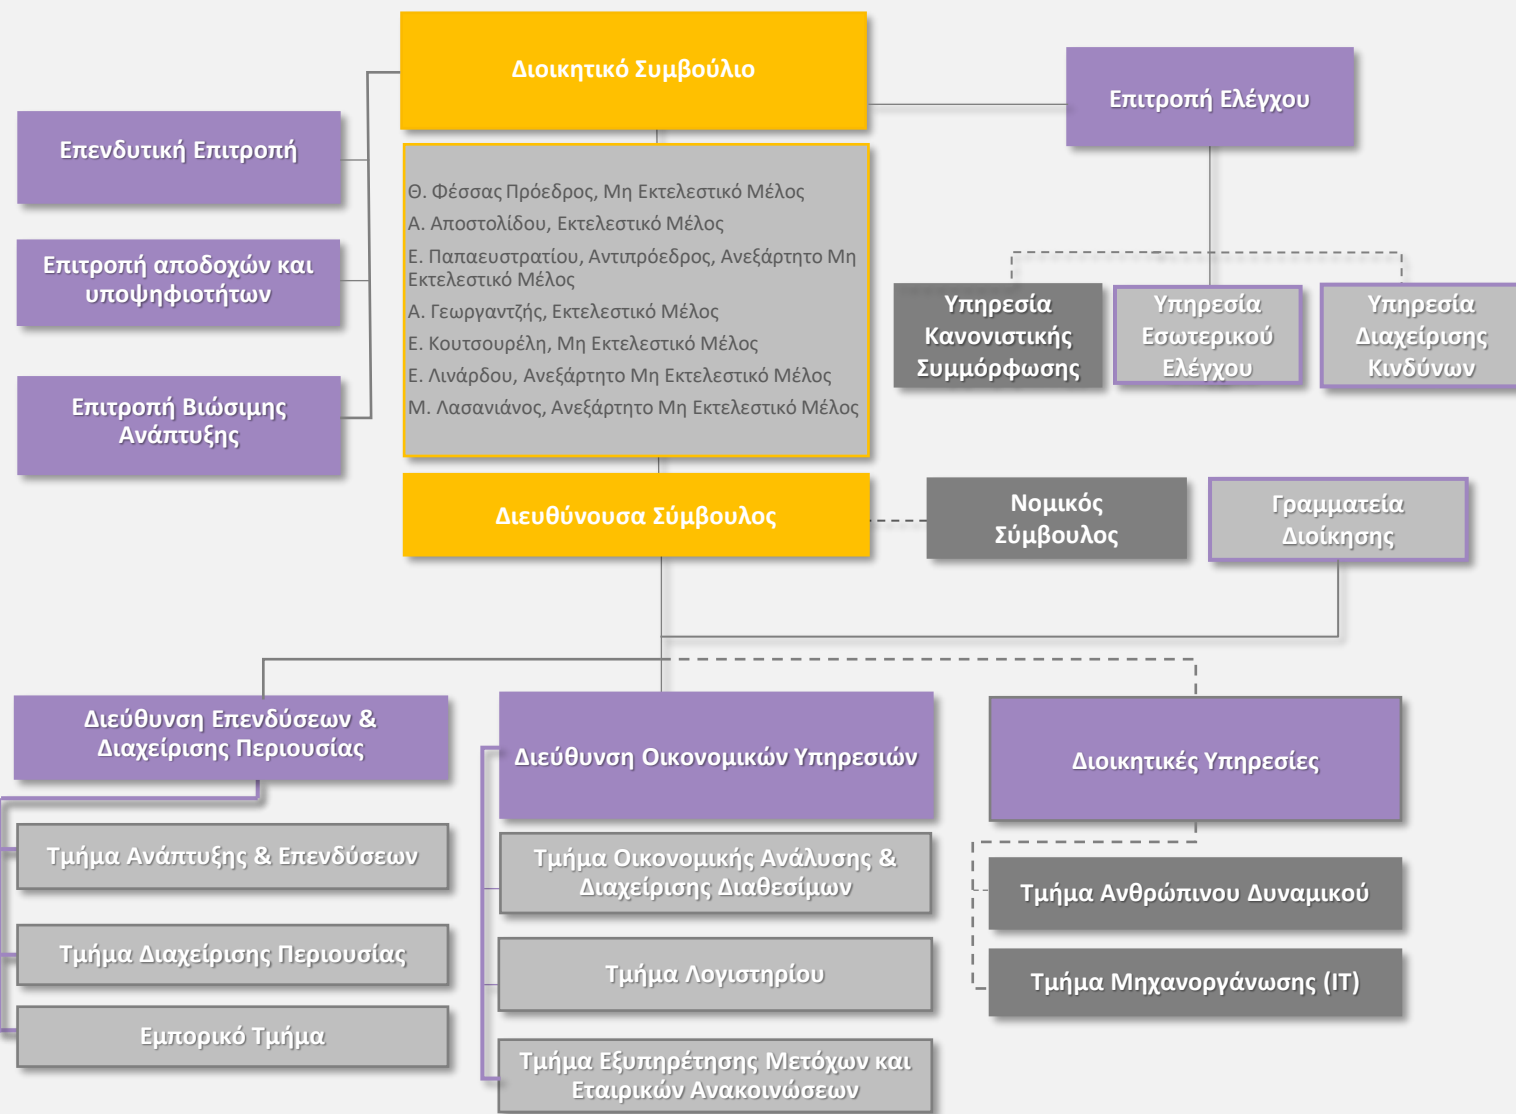 Διοικητικό Συμβούλιο
Επιτροπή Ελέγχου
Επενδυτική Επιτροπή
Επιτροπή αποδοχών και
υποψηφιοτήτων
Επιτροπή Βιώσιμης
Ανάπτυξης
Θ. Φέσσας Πρόεδρος, Μη Εκτελεστικό Μέλος
Α. Αποστολίδου, Εκτελεστικό Μέλος
Ε. Παπαευστρατίου, Αντιπρόεδρος, Ανεξάρτητο Μη
Εκτελεστικό Μέλος
Α. Γεωργαντζής, Εκτελεστικό Μέλος
Ε. Κουτσουρέλη, Μη Εκτελεστικό Μέλος
Ε. Λινάρδου, Ανεξάρτητο Μη Εκτελεστικό Μέλος
Μ. Λασανιάνος, Ανεξάρτητο Μη Εκτελεστικό Μέλος
Υπηρεσία
Κανονιστικής
Συμμόρφωσης
Υπηρεσία
Εσωτερικού
Ελέγχου
Υπηρεσία
Διαχείρισης
Κινδύνων
Διευθύνουσα Σύμβουλος
Νομικός
Σύμβουλος
Γραμματεία
Διοίκησης
Διεύθυνση Επενδύσεων &
Διαχείρισης Περιουσίας
Τμήμα Ανάπτυξης & Επενδύσεων
Τμήμα Διαχείρισης Περιουσίας
Εμπορικό Τμήμα
Διεύθυνση Οικονομικών Υπηρεσιών
Τμήμα Οικονομικής Ανάλυσης &
Διαχείρισης Διαθεσίμων
Τμήμα Λογιστηρίου
Τμήμα Εξυπηρέτησης Μετόχων και
Εταιρικών Ανακοινώσεων
Διοικητικές Υπηρεσίες
Τμήμα Ανθρώπινου Δυναμικού
Τμήμα Μηχανοργάνωσης (IT)